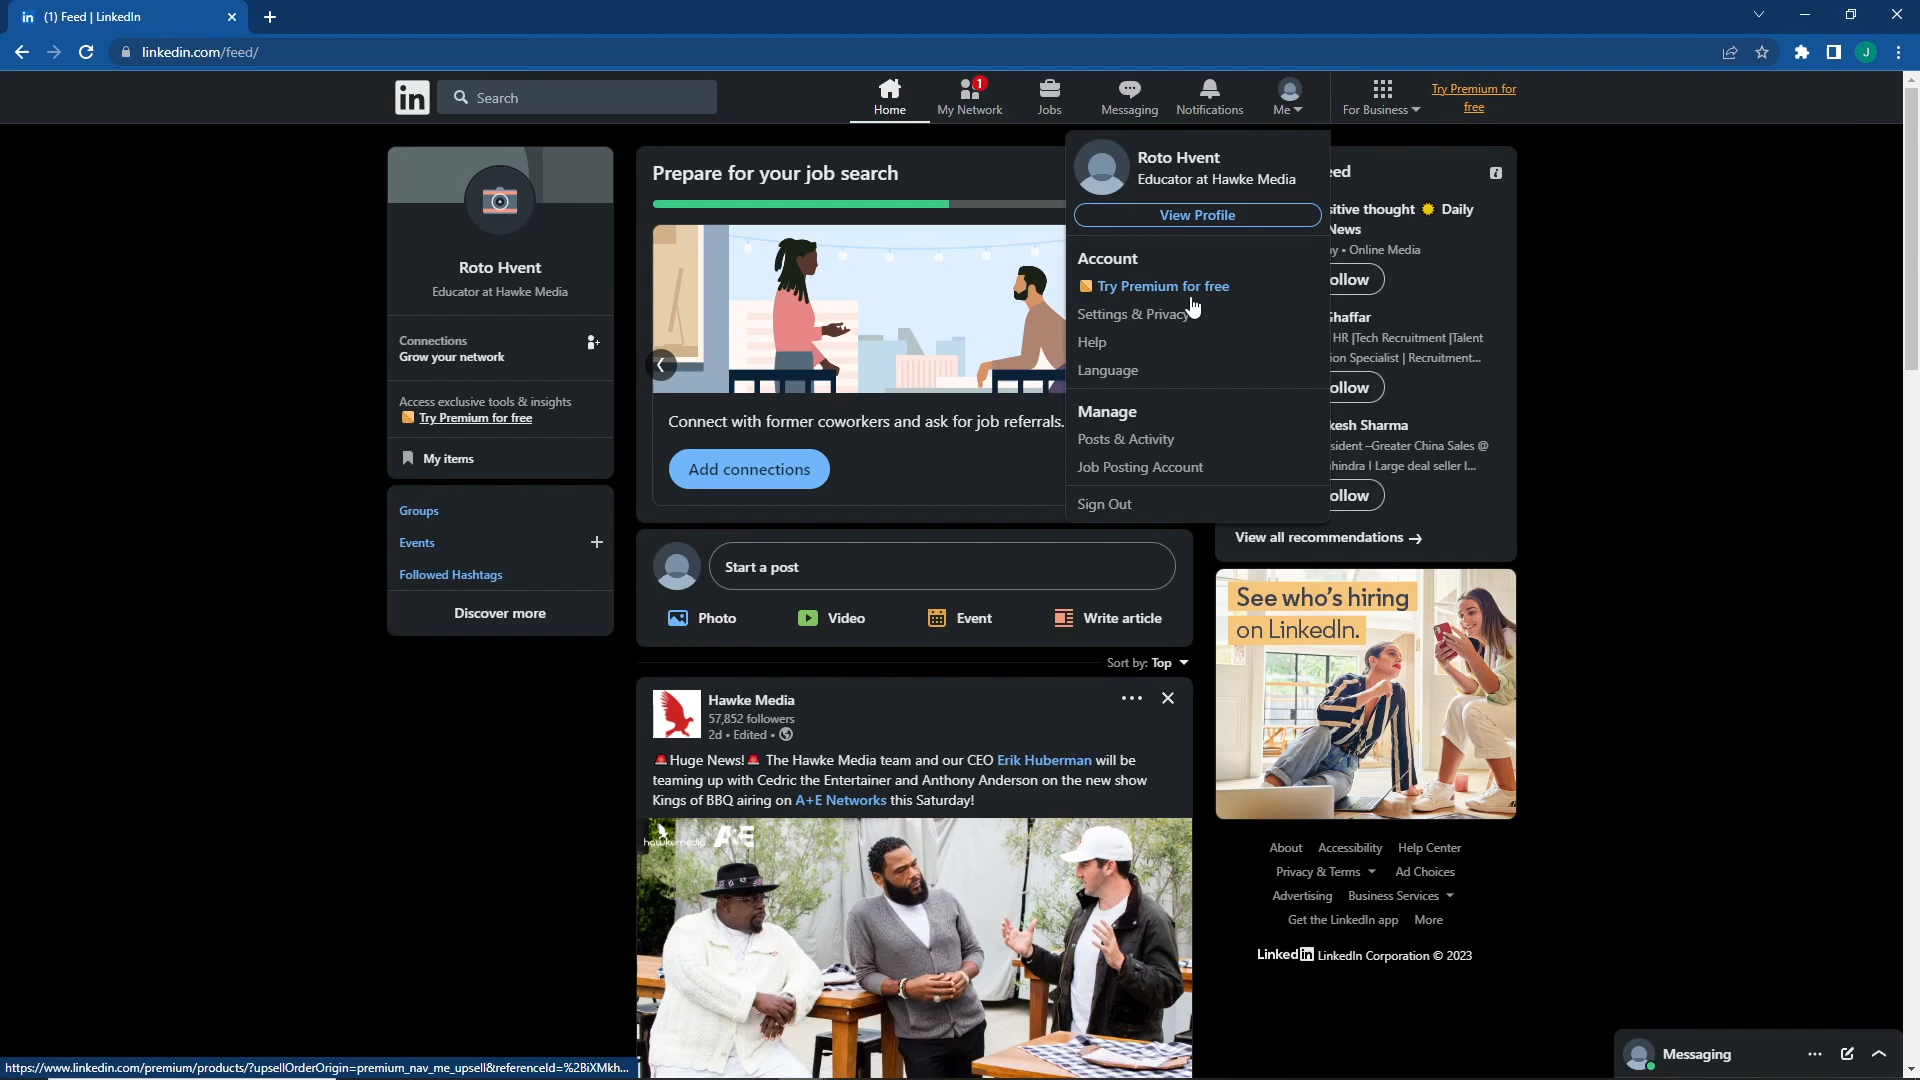 (1) Feed | LinkedIn
linkedin.com/feed/
in
Search
Home
1
My Network
Jobs
Messaging
Notifications
Me
For Business
Try Premium for
free
Roto Hvent
Educator at Hawke Media
Connections
Grow your network
Access exclusive tools & insights
Try Premium for free
My items
Groups
Events
Followed Hashtags
Discover more
Prepare for your job search
Connect with former coworkers and ask for job referrals.
Add connections
Roto Hvent
Educator at Hawke Media
View Profile
Account
Try Premium for free
Settings & Privacy
Help
Language
Manage
Posts & Activity
Job Posting Account
Sign Out
eed
sitive thought Daily
News
y • Online Media
ollow
Ghaffar
HR |Tech Recruitment |Talent
ion Specialist | Recruitment...
ollow
kesh Sharma
sident -Greater China Sales @
hindra I Large deal seller I...
ollow
View all recommendations →
Start a post
Photo
Video
Event
Write article
Sort by: Top
Hawke Media
57,852 followers
2d • Edited •
🚨Huge News!🚨 The Hawke Media team and our CEO Erik Huberman will be
teaming up with Cedric the Entertainer and Anthony Anderson on the new show
Kings of BBQ airing on A+E Networks this Saturday!
hawkemedia A+E
See who's hiring
on LinkedIn.
About Accessibility Help Center
Privacy & Terms Ad Choices
Advertising Business Services
Get the LinkedIn app More
LinkedIn LinkedIn Corporation © 2023
Messaging
J
https://www.linkedin.com/premium/products/?upsellOrderOrigin=premium_nav_me_upsell&referenceId=%2BiXMkh...